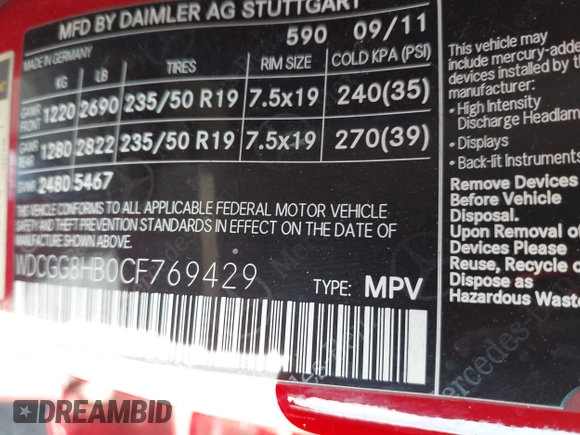 MFD BY DAIMLER AG STUTTGART
590 09/11
MADE IN GERMANY
KG LB TIRES RIM SIZE COLD KPA (PSI)
GAWR FRONT 1220 2690 235/50 R19 7.5x19 240(35)
GAWR REAR 1280 2822 235/50 R19 7.5x19 270(39)
GVWR 2480 5467
THIS VEHICLE CONFORMS TO ALL APPLICABLE FEDERAL MOTOR VEHICLE
SAFETY AND THEFT PREVENTION STANDARDS IN EFFECT ON THE DATE OF
MANUFACTURE SHOWN ABOVE.
WDCGG8HB0CF769429
TYPE: MPV
This vehicle may
include mercury-adde
devices installed by the
manufacturer:
• High Intensity
Discharge Headlam
• Displays
• Back-lit Instruments
Remove Devices
Before Vehicle
Disposal.
Upon Removal of
Devices Please
Reuse, Recycle
Dispose as
Hazardous Waste
Mercedes-Benz
DREAMBID